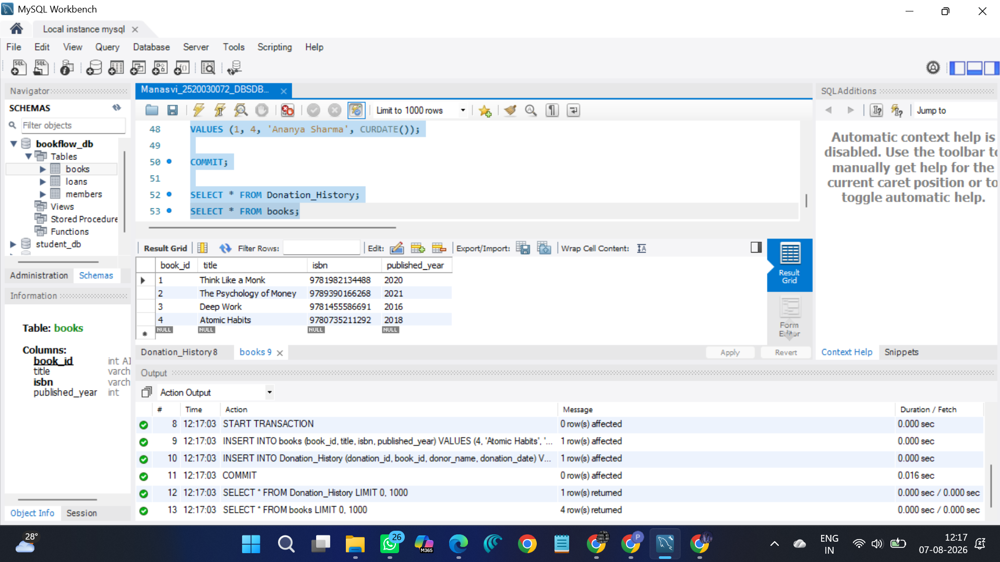 MySQL Workbench
Local instance mysql
File Edit View Query Database Server Tools Scripting Help
Navigator
SCHEMAS
Filter objects
bookflow_db
Tables
books
loans
members
Views
Stored Procedure
Functions
student_db
Administration Schemas
Information
Table: books
Columns:
book_id int AI
title varch
isbn varch
published_year int
Object Info Session
Manasvi_2520030072_DBSDB...
Limit to 1000 rows
48 VALUES (1, 4, 'Ananya Sharma', CURDATE());
49
50 COMMIT;
51
52 SELECT * FROM Donation_History;
53 SELECT * FROM books;
Result Grid Filter Rows: Edit: Export/Import: Wrap Cell Content:
book_id title isbn published_year
1 Think Like a Monk 9781982134488 2020
2 The Psychology of Money 9789390166268 2021
3 Deep Work 9781455586691 2016
4 Atomic Habits 9780735211292 2018
NULL NULL NULL NULL
Result
Grid
Form
Editor
Donation_History 8 books 9 Apply Revert
SQLAdditions
Jump to
Automatic context help is
disabled. Use the toolbar to
manually get help for the
current caret position or to
toggle automatic help.
Context Help Snippets
Output
Action Output
# Time Action Message Duration / Fetch
8 12:17:03 START TRANSACTION 0 row(s) affected 0.000 sec
9 12:17:03 INSERT INTO books (book_id, title, isbn, published_year) VALUES (4, 'Atomic Habits', '... 1 row(s) affected 0.000 sec
10 12:17:03 INSERT INTO Donation_History (donation_id, book_id, donor_name, donation_date) V... 1 row(s) affected 0.000 sec
11 12:17:03 COMMIT 0 row(s) affected 0.016 sec
12 12:17:03 SELECT * FROM Donation_History LIMIT 0, 1000 1 row(s) returned 0.000 sec / 0.000 sec
13 12:17:03 SELECT * FROM books LIMIT 0, 1000 4 row(s) returned 0.000 sec / 0.000 sec
28°
26
M365
P
ENG
IN
12:17
07-08-2026